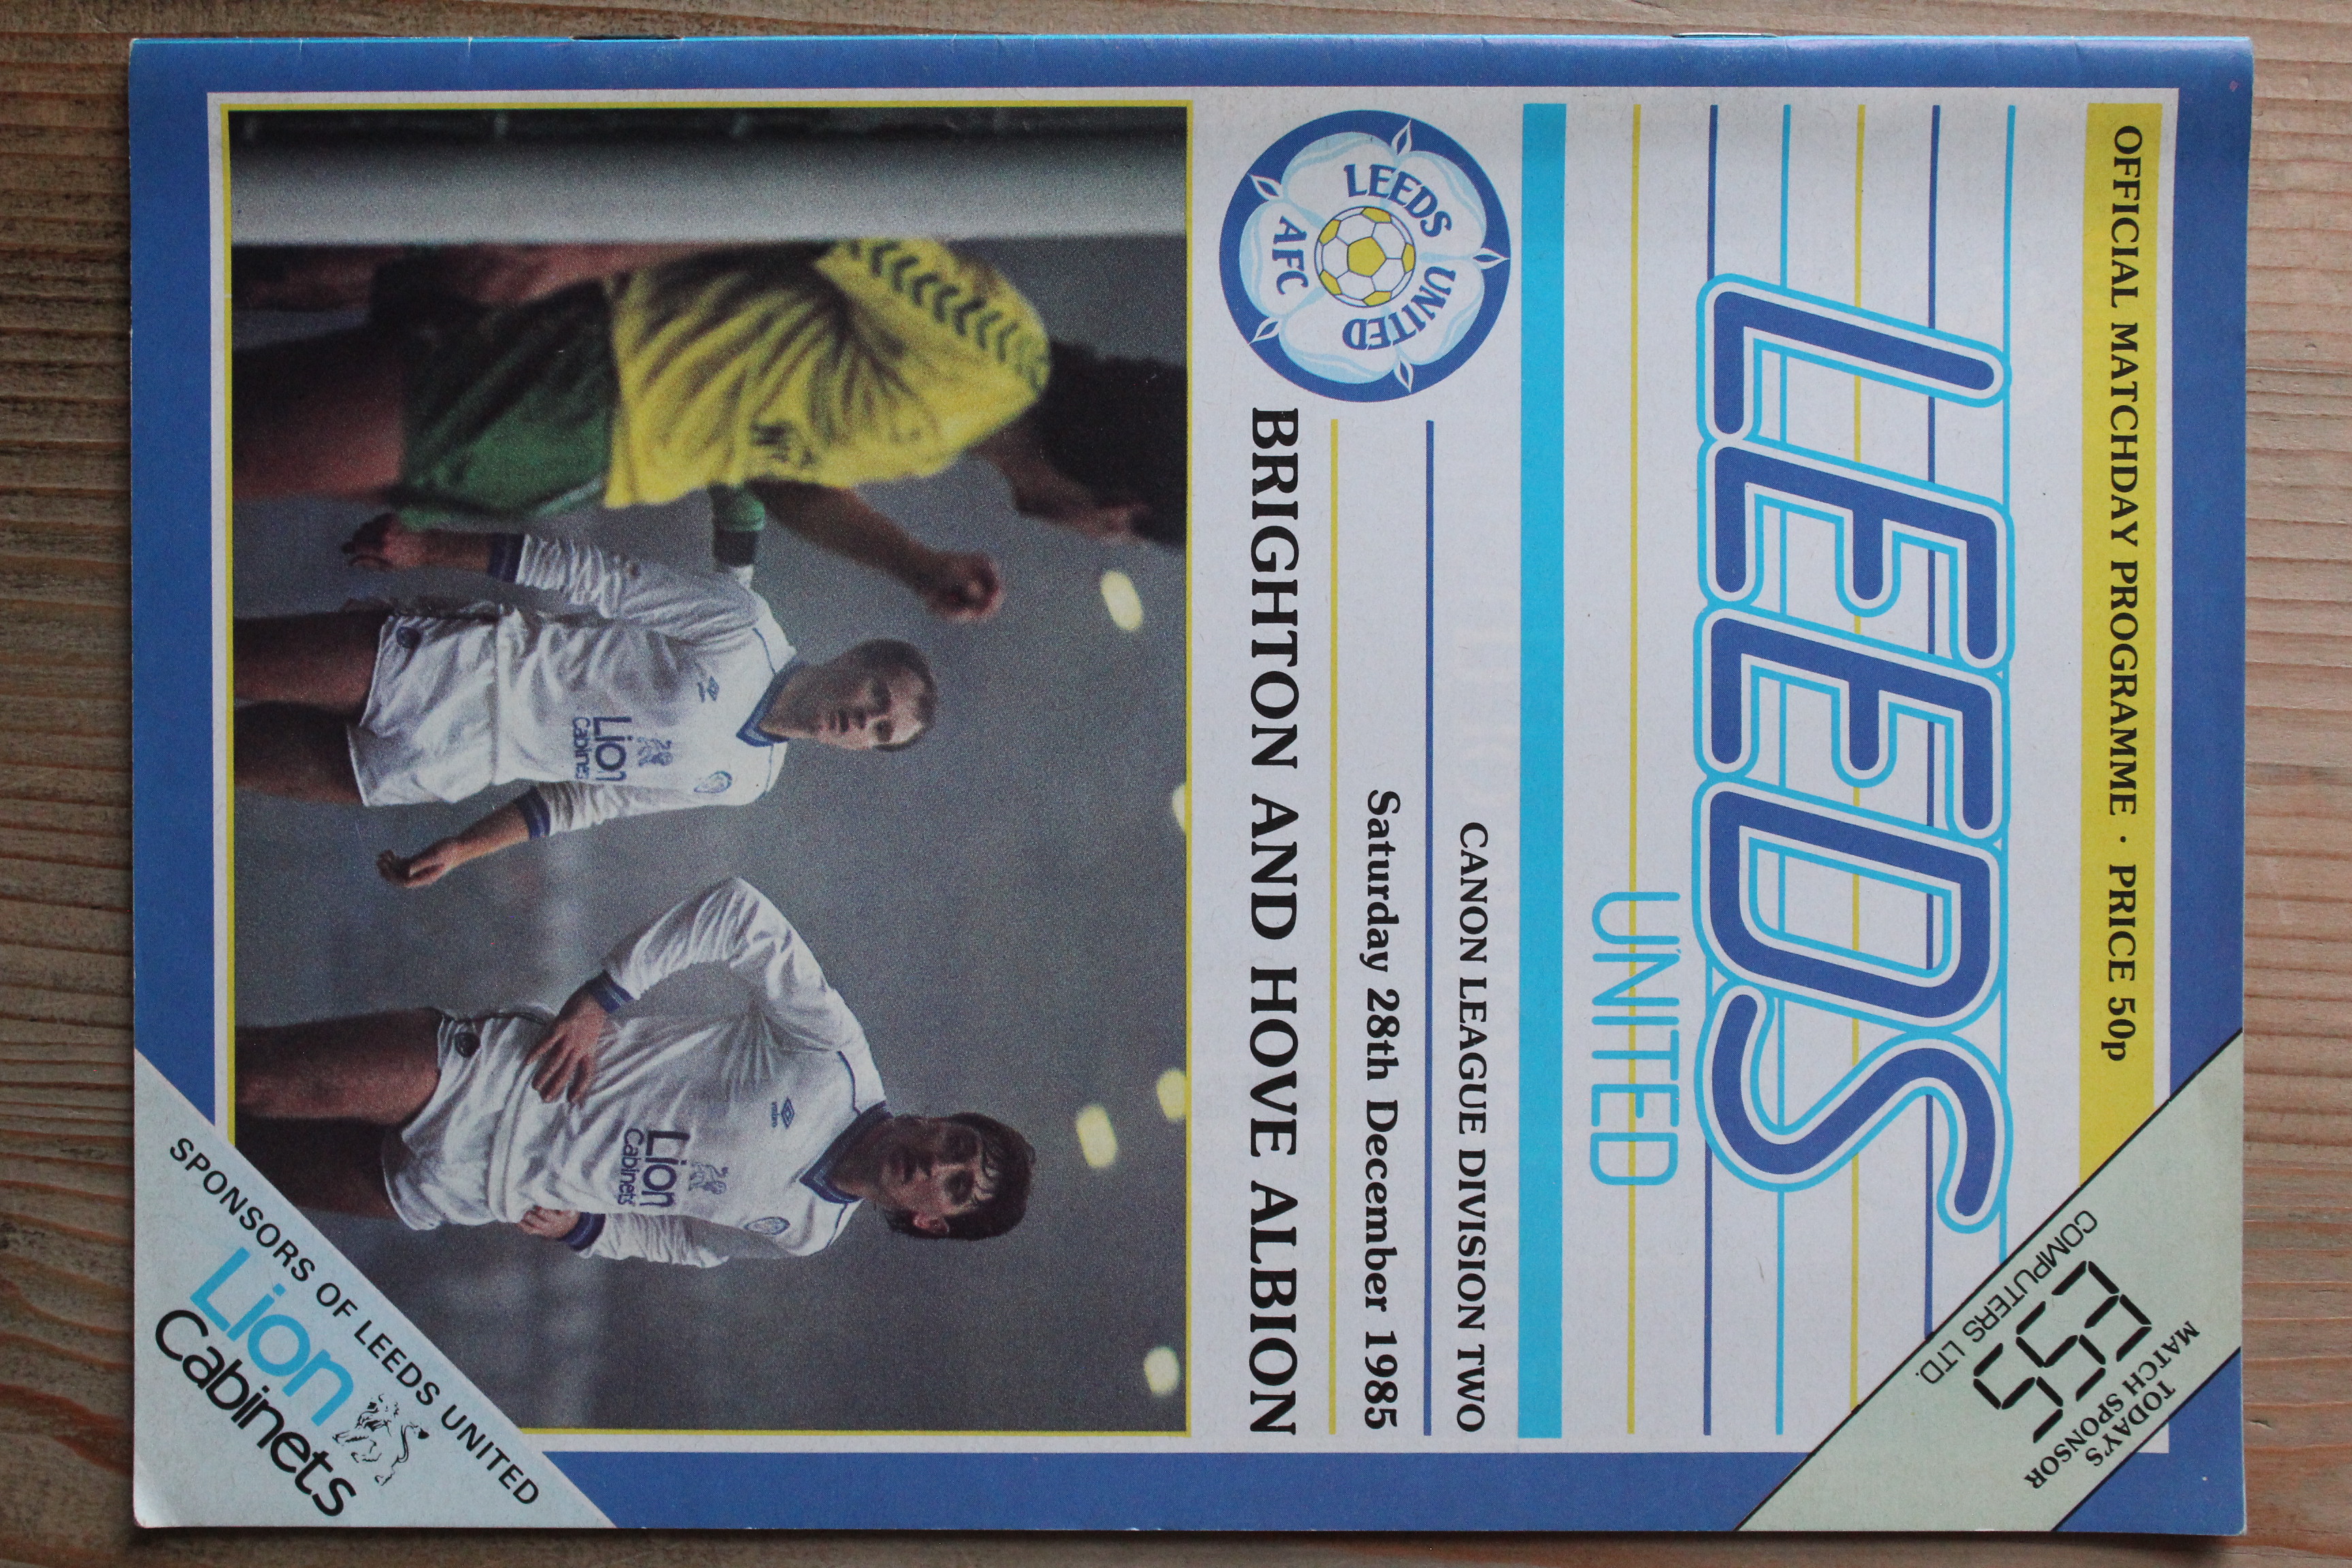 OFFICIAL MATCHDAY PROGRAMME · PRICE 50p
TODAY'S
MATCH SPONSOR
COMPUTERS LTD.
LEEDS
UNITED
CANON LEAGUE DIVISION TWO
Saturday 28th December 1985
BRIGHTON AND HOVE ALBION
LEEDS UNITED
AFC
umbro
Lion
Cabinets
Lion
Cabinets
SPONSORS OF LEEDS UNITED
Lion
Cabinets